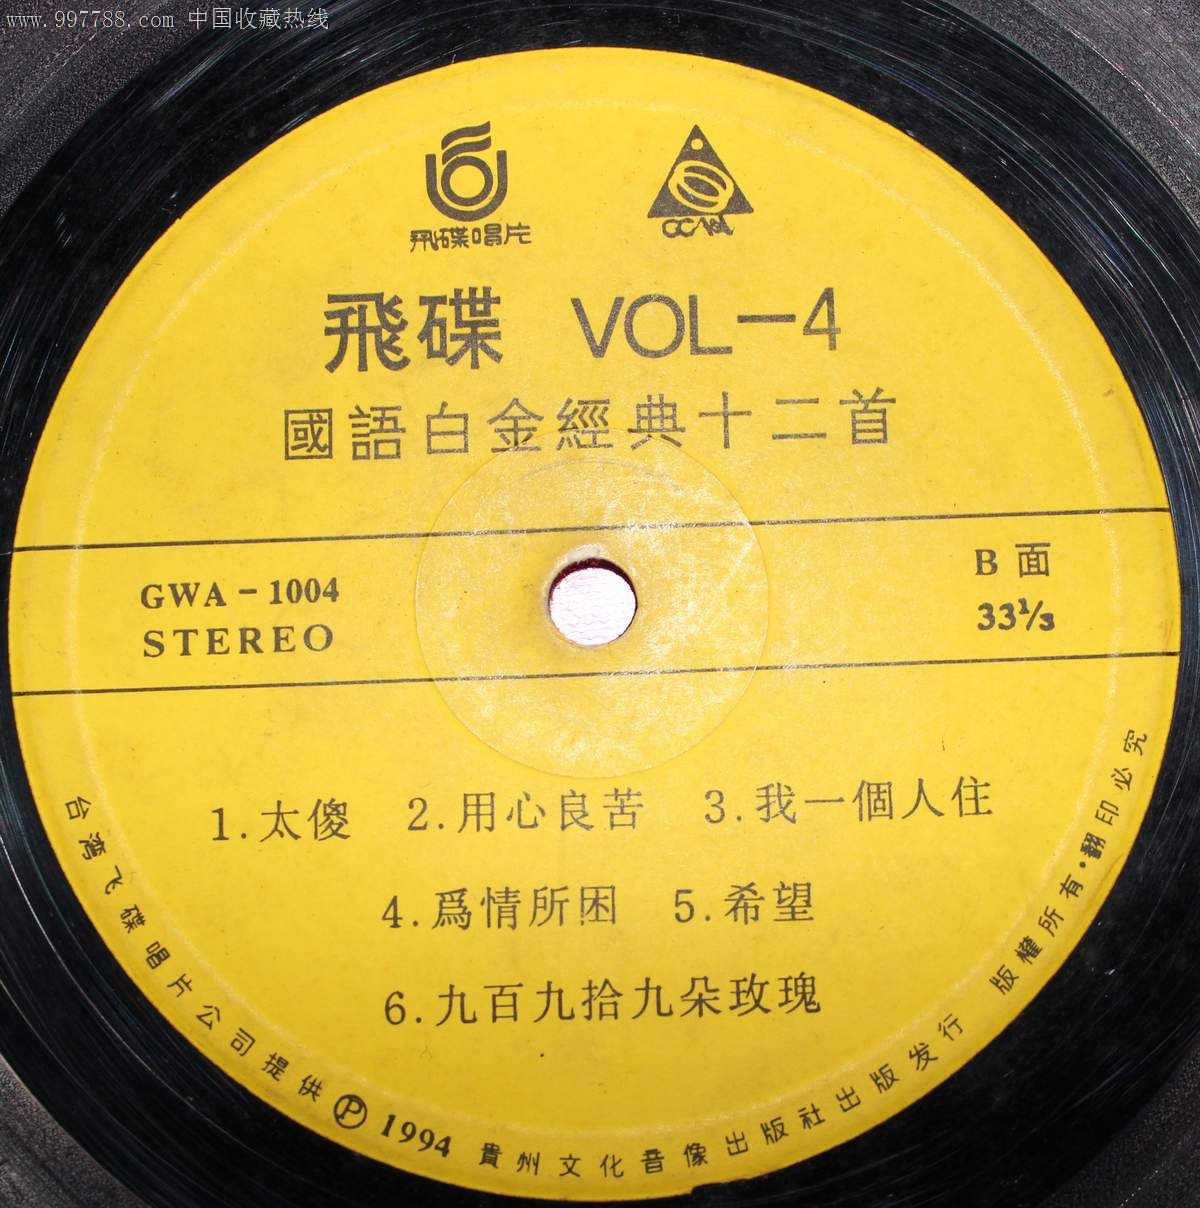 www.997788.com 中国收藏热线
飛碟唱片
飛碟 VOL-4
國語白金經典十二首
GWA-1004
STEREO
B 面
33⅓
1.太傻 2.用心良苦 3.我一個人住
4.爲情所困 5.希望
6.九百九拾九朵玫瑰
台灣飞碟唱片公司提供 Ⓟ 1994 貴州文化音像出版社出版发行 版權所有·翻印必究